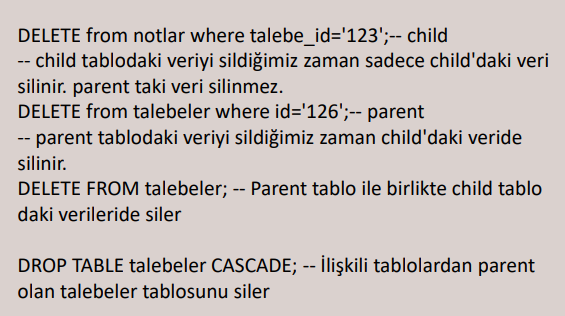 DELETE from notlar where talebe_id='123';-- child
-- child tablodaki veriyi sildiğimiz zaman sadece child'daki veri
silinir. parent taki veri silinmez.
DELETE from talebeler where id='126';-- parent
-- parent tablodaki veriyi sildiğimiz zaman child'daki veride
silinir.
DELETE FROM talebeler; -- Parent tablo ile birlikte child tablo
daki verileride siler
DROP TABLE talebeler CASCADE; -- İlişkili tablolardan parent
olan talebeler tablosunu siler